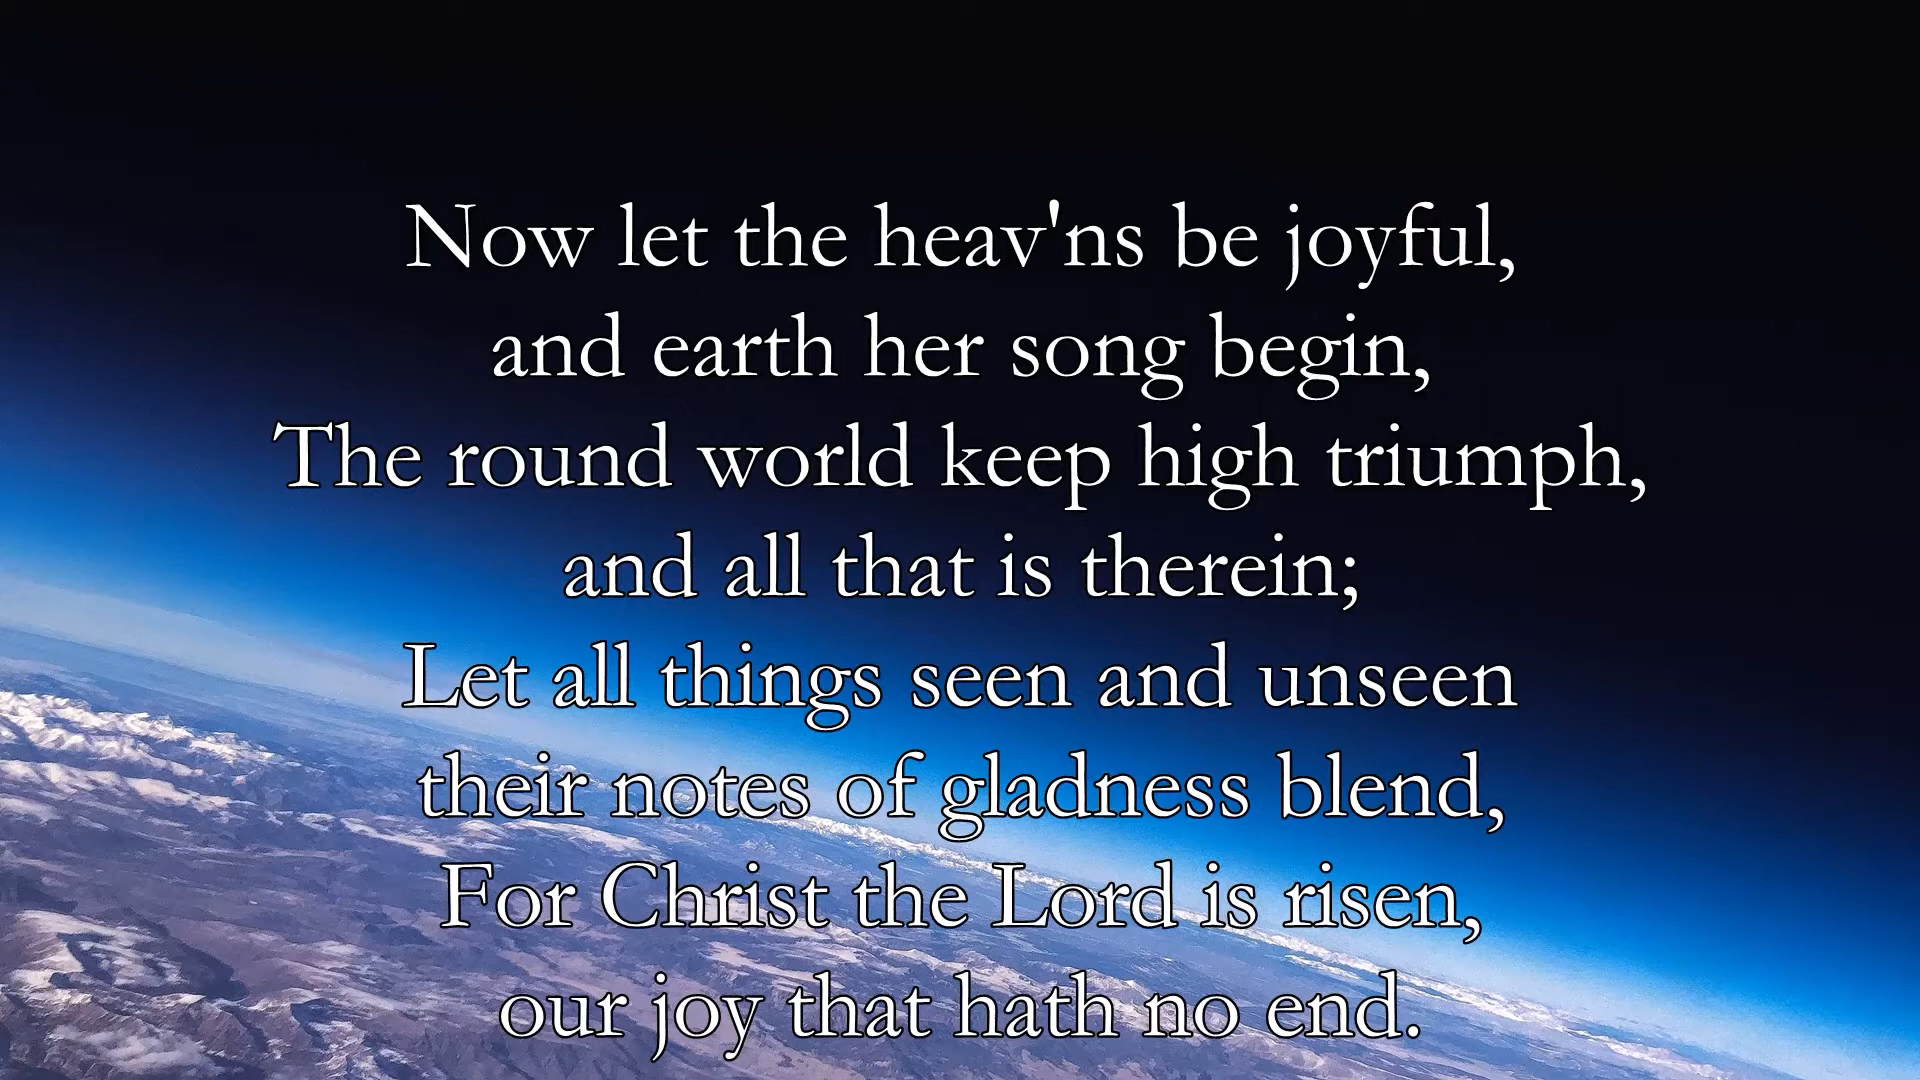 Now let the heav'ns be joyful,
and earth her song begin,
The round world keep high triumph,
and all that is therein;
Let all things seen and unseen
their notes of gladness blend,
For Christ the Lord is risen,
our joy that hath no end.